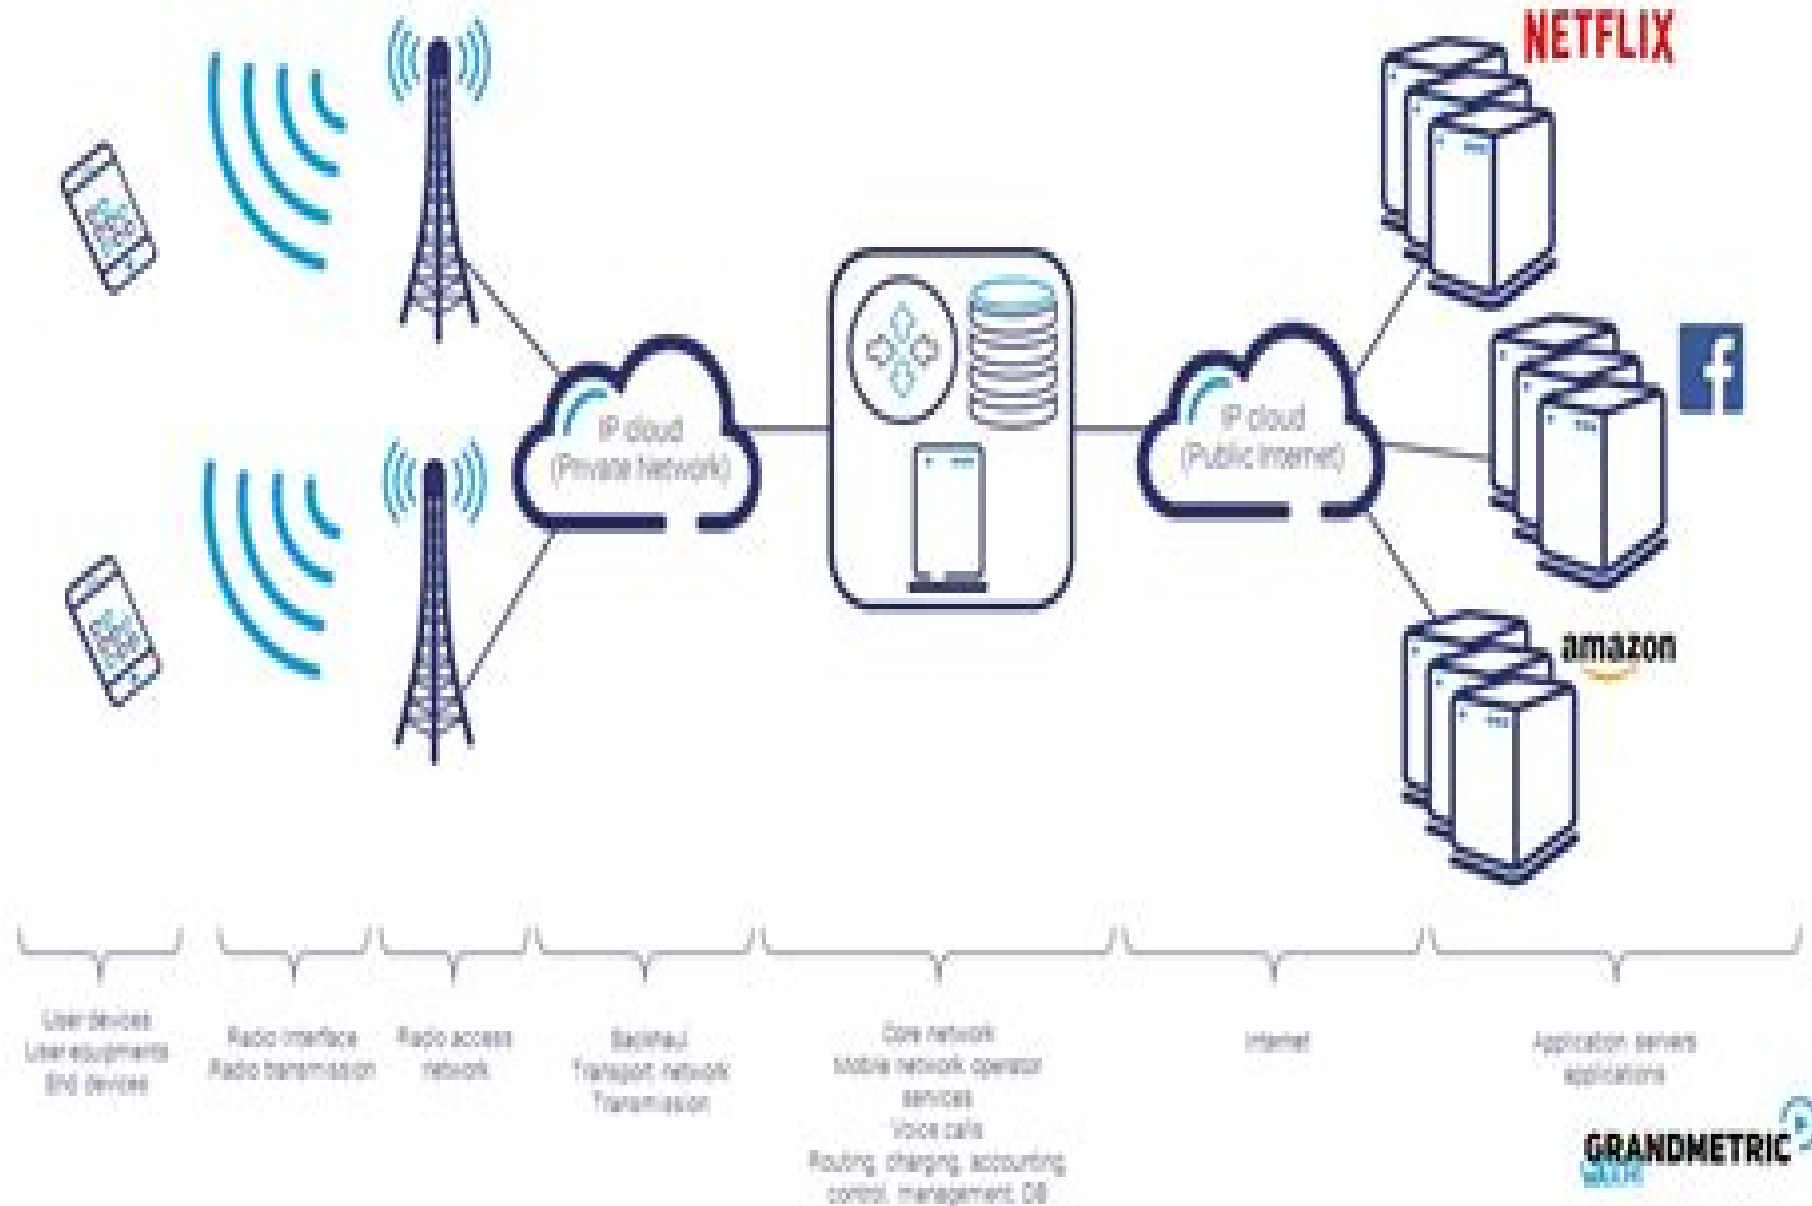 NETFLIX
f
IP cloud
(Private Network)
IP cloud
(Public Internet)
amazon
User devices
User equipments
End devices
Radio interface
Radio transmission
Radio access
network
Backhaul
Transport network
Transmission
Core network
Mobile network operator
services
Voice calls
Routing, charging, accounting,
control, management, DB
Internet
Application servers
applications
GRANDMETRIC